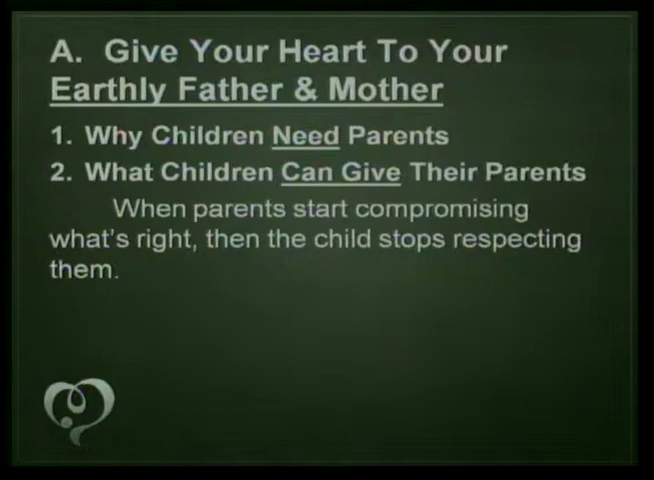 A. Give Your Heart To Your
Earthly Father & Mother
1. Why Children Need Parents
2. What Children Can Give Their Parents
When parents start compromising
what's right, then the child stops respecting
them.